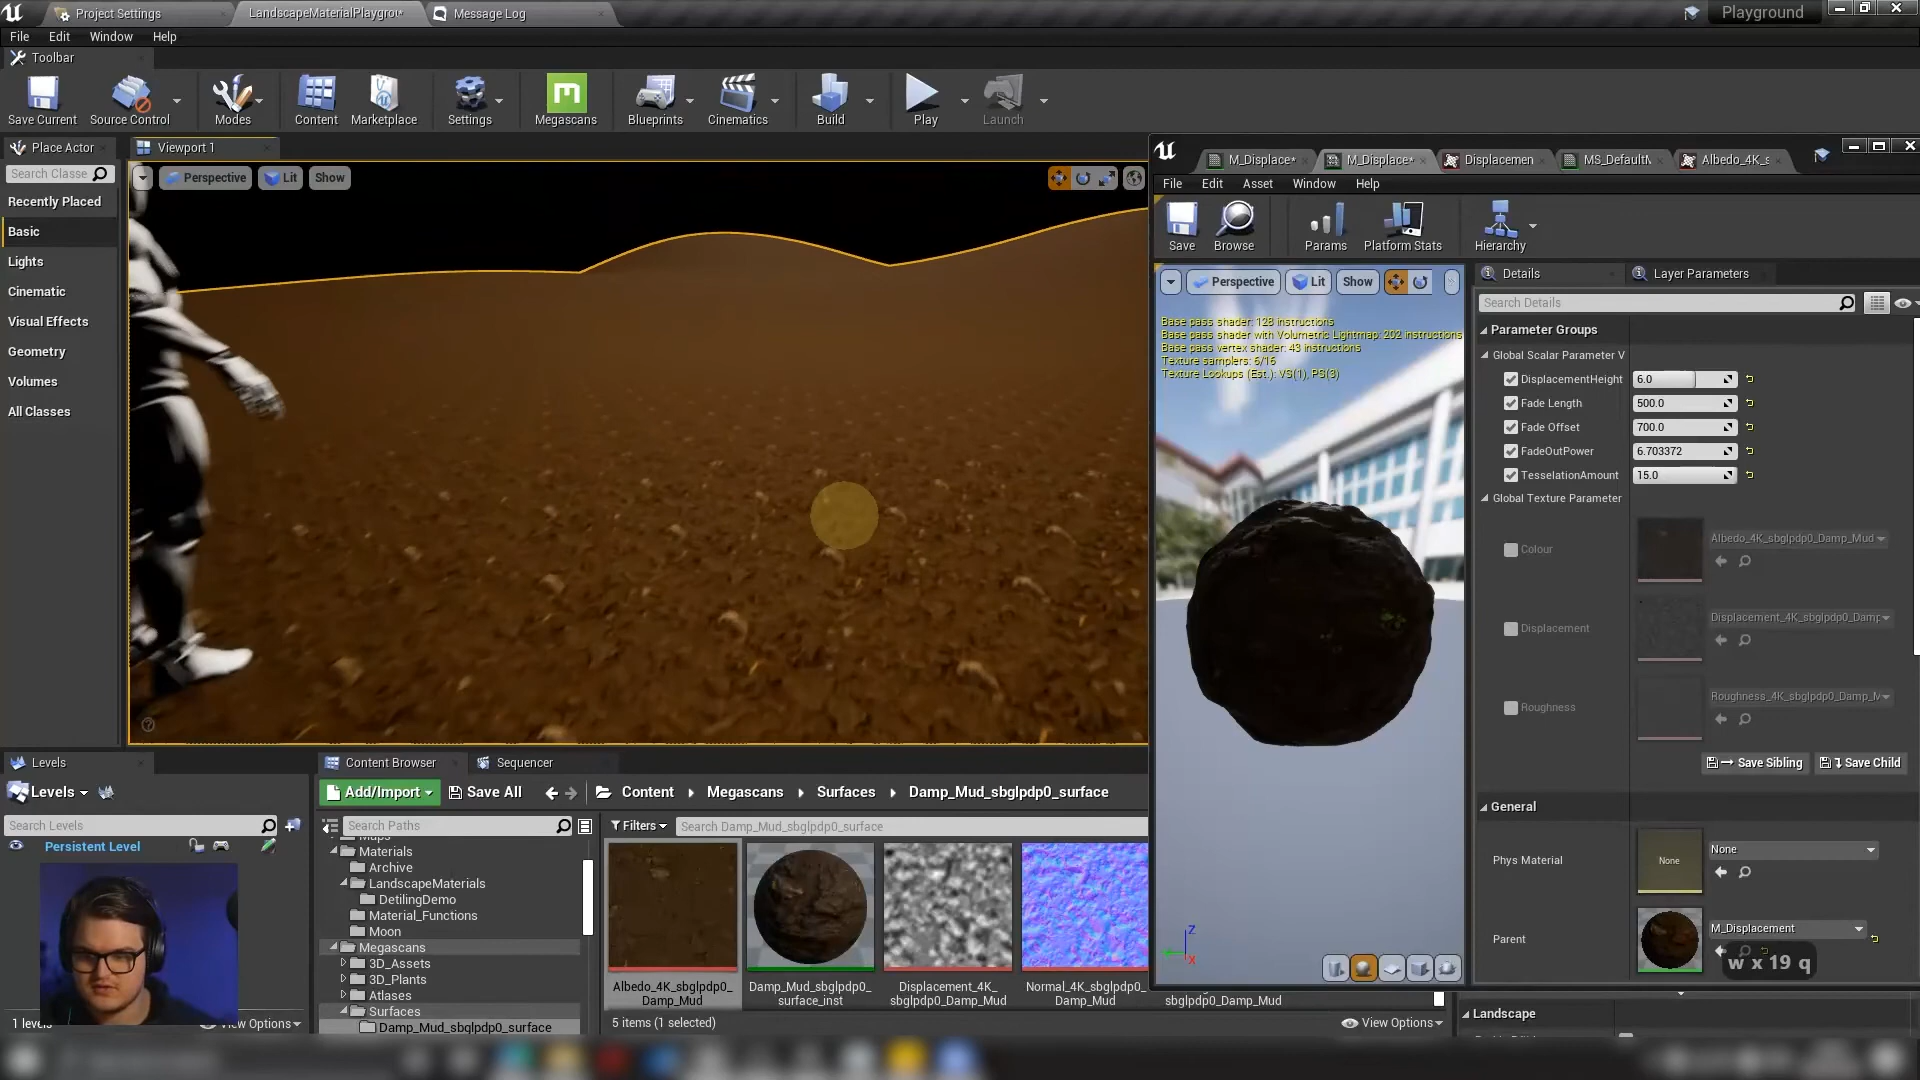 Project Settings
LandscapeMaterialPlaygrou*
Message Log
Playground
File Edit Window Help
Toolbar
Save Current
Source Control
Modes
Content
Marketplace
Settings
Megascans
Blueprints
Cinematics
Build
Play
Launch
Place Actor
Search Classe
Recently Placed
Basic
Lights
Cinematic
Visual Effects
Geometry
Volumes
All Classes
Viewport 1
Perspective Lit Show
M_Displace*
M_Displace*
Displacemen
MS_DefaultM
Albedo_4K_s
File Edit Asset Window Help
Save
Browse
Params
Platform Stats
Hierarchy
Perspective Lit Show
Base pass shader: 128 instructions
Base pass shader with Volumetric Lightmap: 202 instructions
Base pass vertex shader: 43 instructions
Texture samplers: 6/16
Texture Lookups (Est.): VS(1), PS(3)
Z
X
Details
Layer Parameters
Search Details
Parameter Groups
Global Scalar Parameter V
DisplacementHeight 6.0
Fade Length 500.0
Fade Offset 700.0
FadeOutPower 6.703372
TesselationAmount 15.0
Global Texture Parameter
Colour
Albedo_4K_sbglpdp0_Damp_Mud
Displacement
Displacement_4K_sbglpdp0_Damp
Roughness
Roughness_4K_sbglpdp0_Damp_M
Save Sibling
Save Child
General
Phys Material
None
None
Parent
M_Displacement
w x 19 q
Landscape
Levels
Levels
Search Levels
Persistent Level
1 levels
View Options
Content Browser
Sequencer
Add/Import
Save All
Content
Megascans
Surfaces
Damp_Mud_sbglpdp0_surface
Search Paths
Maps
Materials
Archive
LandscapeMaterials
DetilingDemo
Material_Functions
Moon
Megascans
3D_Assets
3D_Plants
Atlases
Surfaces
Damp_Mud_sbglpdp0_surface
Filters
Search Damp_Mud_sbglpdp0_surface
Albedo_4K_sbglpdp0_
Damp_Mud
Damp_Mud_sbglpdp0_
surface_inst
Displacement_4K_
sbglpdp0_Damp_Mud
Normal_4K_sbglpdp0_
Damp_Mud
sbglpdp0_Damp_Mud
5 items (1 selected)
View Options